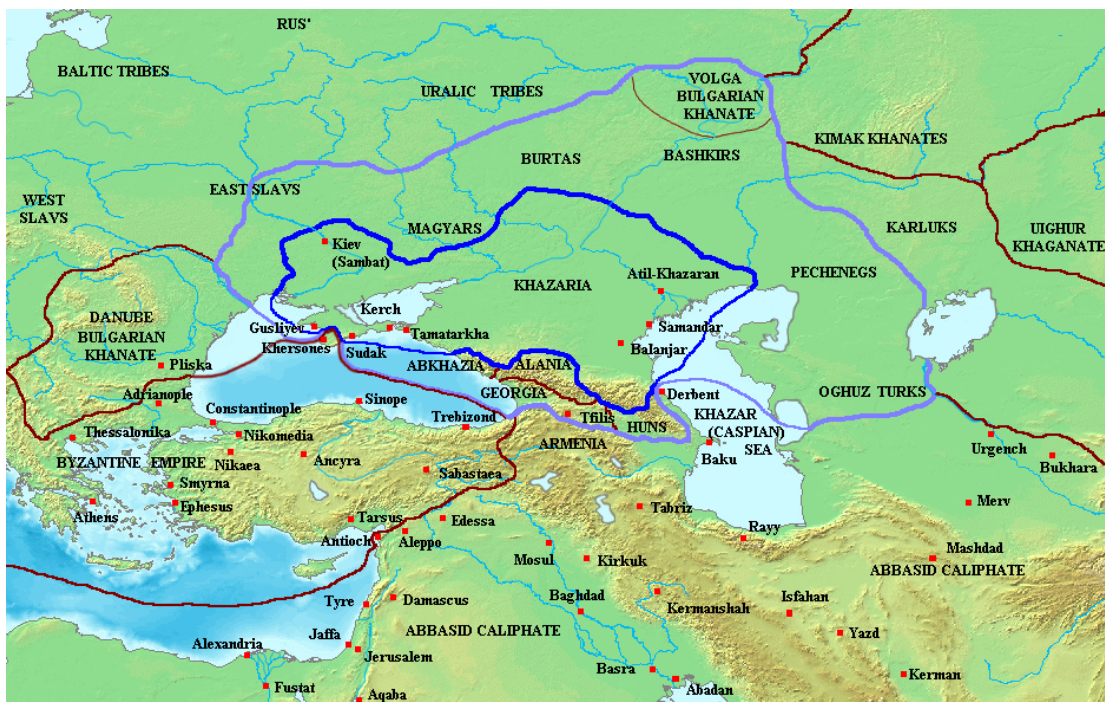 RUS'
BALTIC TRIBES
URALIC TRIBES
VOLGA
BULGARIAN
KHANATE
KIMAK KHANATES
BURTAS
BASHKIRS
WEST
SLAVS
EAST SLAVS
MAGYARS
KARLUKS
UIGHUR
KHAGANATE
Kiev
(Sambat)
Atil-Khazaran
PECHENEGS
KHAZARIA
Kerch
DANUBE
BULGARIAN
KHANATE
Gusliyev
Tamatarkha
Samandar
Khersones
Sudak
Balanjar
Pliska
ABKHAZIA
ALANIA
Adrianople
GEORGIA
Derbent
OGHUZ TURKS
Constantinople
Sinope
Trebizond
Tfilis
HUNS
KHAZAR
(CASPIAN)
SEA
Thessalonika
Nikomedia
ARMENIA
Baku
Urgench
Nikaea
Ancyra
Bukhara
BYZANTINE EMPIRE
Sabastaea
Smyrna
Athens
Ephesus
Tarsus
Edessa
Tabriz
Merv
Antioch
Aleppo
Rayy
Mosul
Kirkuk
Mashdad
ABBASID CALIPHATE
Tyre
Damascus
Baghdad
Kermanshah
Isfahan
Alexandria
Jaffa
ABBASID CALIPHATE
Yazd
Jerusalem
Basra
Kerman
Fustat
Aqaba
Abadan